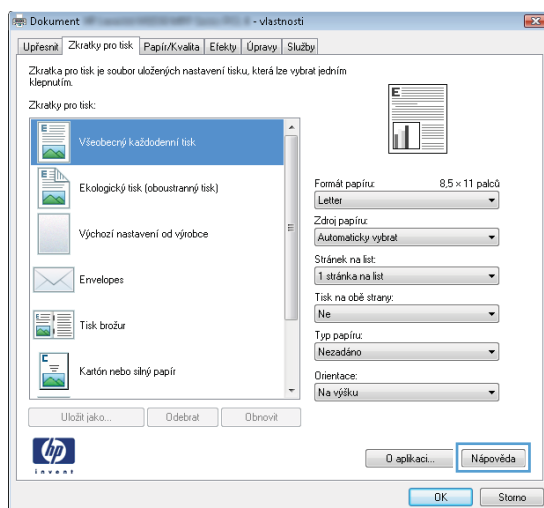 Dokument - vlastnosti
Upřesnit Zkratky pro tisk Papír/Kvalita Efekty Úpravy Služby
Zkratka pro tisk je soubor uložených nastavení tisku, která lze vybrat jedním
klepnutím.
Zkratky pro tisk:
Všeobecný každodenní tisk
Ekologický tisk (oboustranný tisk)
Výchozí nastavení od výrobce
Envelopes
Tisk brožur
Kartón nebo silný papír
Uložit jako... Odebrat Obnovit
Formát papíru: 8,5 × 11 palců
Letter
Zdroj papíru:
Automaticky vybrat
Stránek na list:
1 stránka na list
Tisk na obě strany:
Ne
Typ papíru:
Nezadáno
Orientace:
Na výšku
hp
invent
O aplikaci... Nápověda
OK Storno